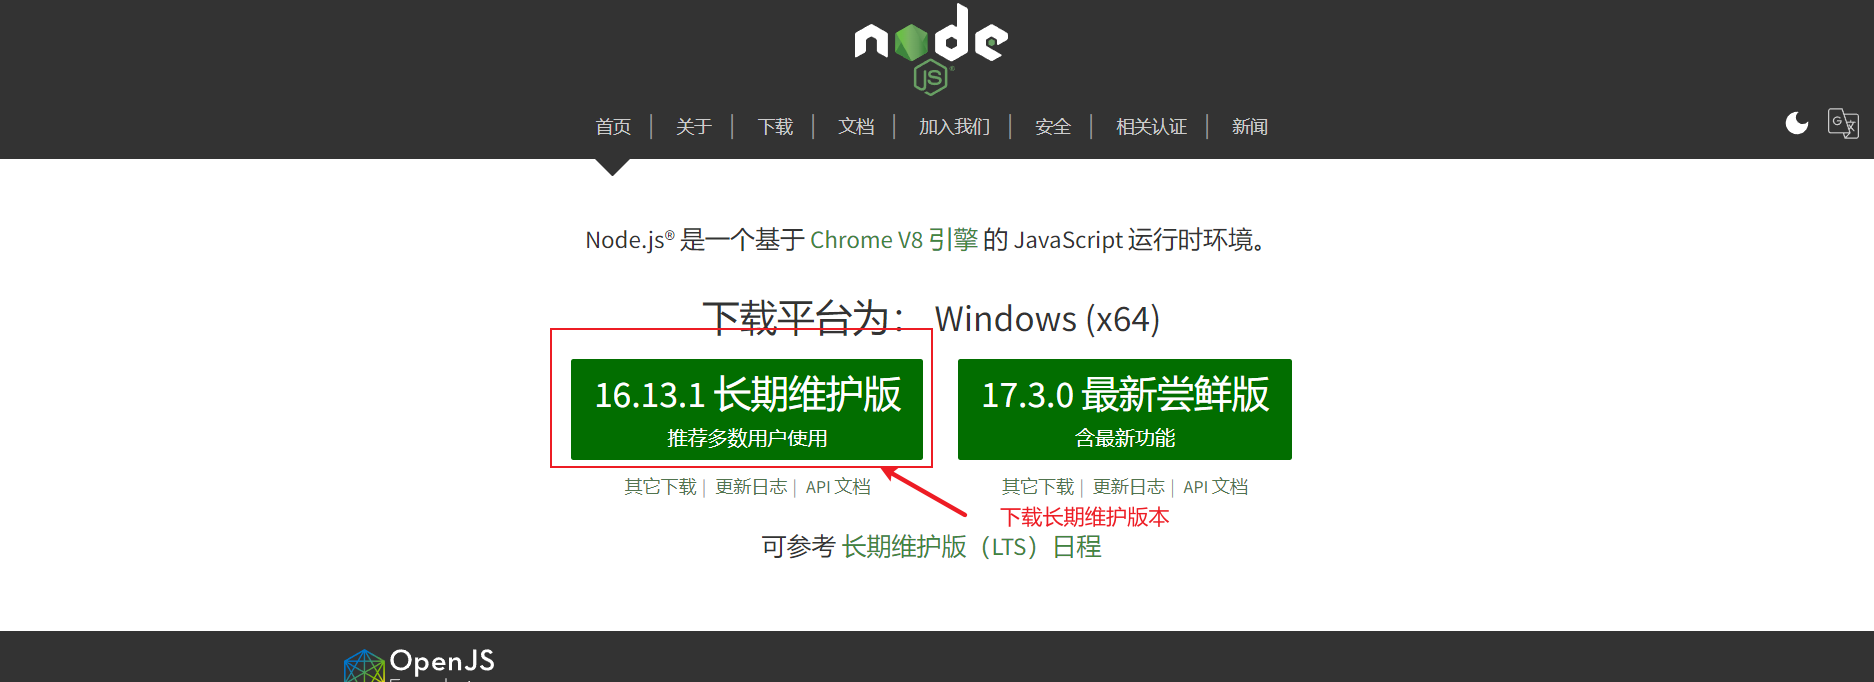 node
JS
首页 | 关于 | 下载 | 文档 | 加入我们 | 安全 | 相关认证 | 新闻
Node.js® 是一个基于 Chrome V8 引擎 的 JavaScript 运行时环境。
下载平台为： Windows (x64)
16.13.1 长期维护版
推荐多数用户使用
17.3.0 最新尝鲜版
含最新功能
其它下载 | 更新日志 | API 文档
其它下载 | 更新日志 | API 文档
下载长期维护版本
可参考 长期维护版（LTS）日程
OpenJS